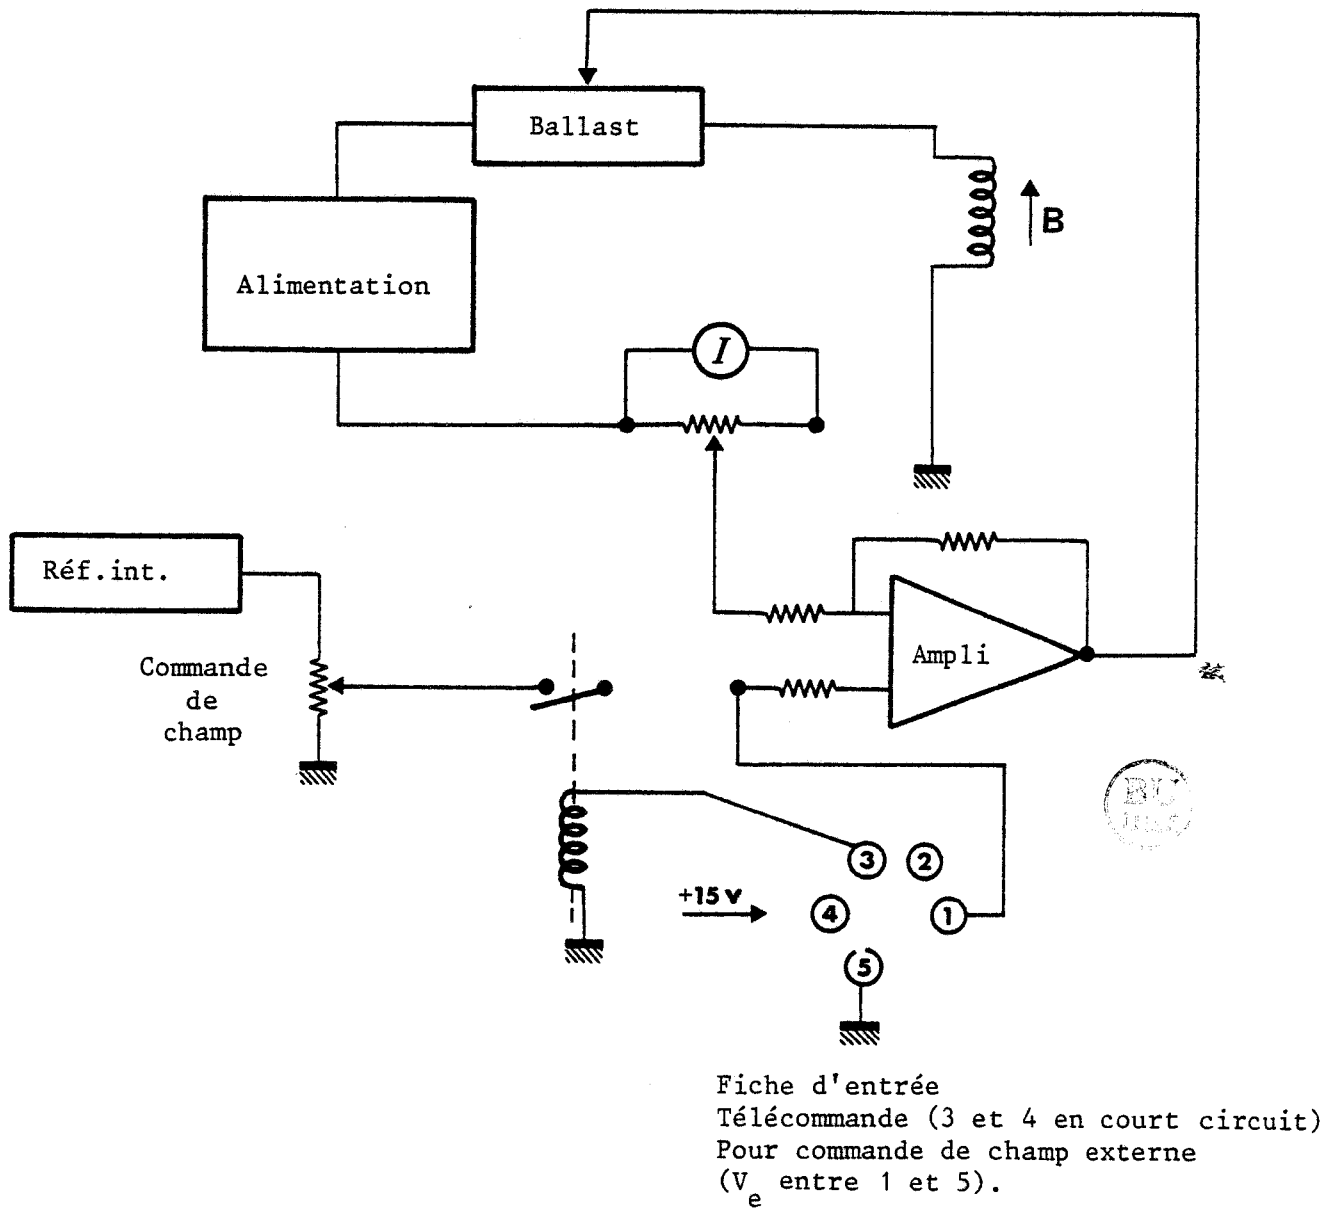 Ballast
B
Alimentation
I
Réf.int.
Commande
de
champ
Ampli
BU
3
2
+15 v
4
1
5
Fiche d'entrée
Télécommande (3 et 4 en court circuit)
Pour commande de champ externe
(Ve entre 1 et 5).